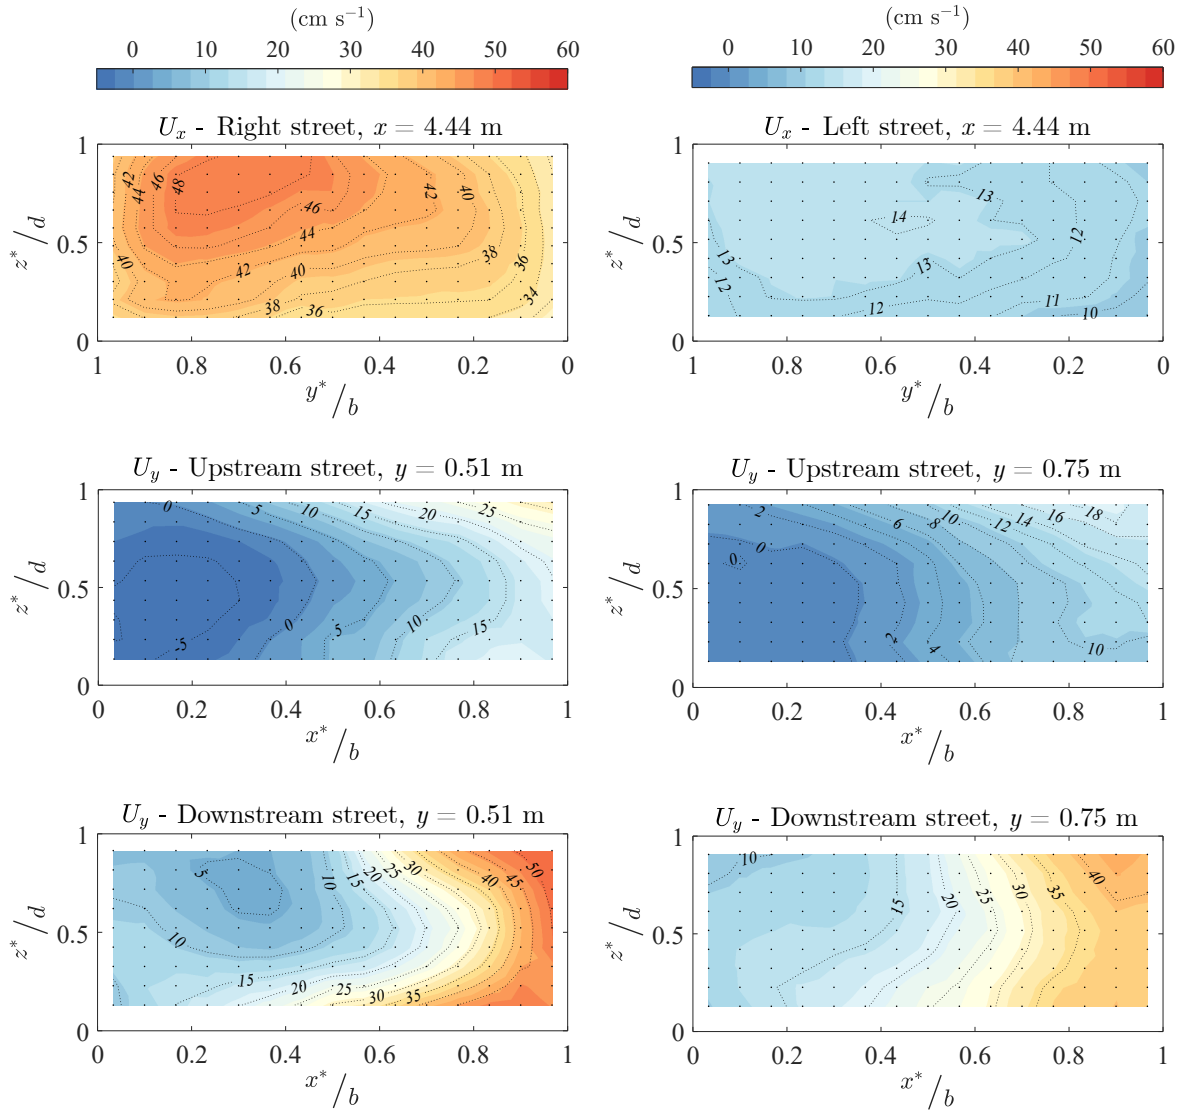 (cm s−1)
0 10 20 30 40 50 60
Ux - Right street, x = 4.44 m
1
0.5
0
z*/d
42 44 46 48 46 44 42 40 38 36 34 40 42 40 38 36
1 0.8 0.6 0.4 0.2 0
y*/b
(cm s−1)
0 10 20 30 40 50 60
Ux - Left street, x = 4.44 m
1
0.5
0
z*/d
13 14 12 13 12 13 12 11 10
1 0.8 0.6 0.4 0.2 0
y*/b
Uy - Upstream street, y = 0.51 m
1
0.5
0
z*/d
0 5 10 15 20 25 -5 0 5 10 15
0 0.2 0.4 0.6 0.8 1
x*/b
Uy - Upstream street, y = 0.75 m
1
0.5
0
z*/d
2 0 0 6 8 10 12 14 16 18 2 4 10
0 0.2 0.4 0.6 0.8 1
x*/b
Uy - Downstream street, y = 0.51 m
1
0.5
0
z*/d
5 10 15 20 25 30 40 45 50 10 15 20 25 30 35
0 0.2 0.4 0.6 0.8 1
x*/b
Uy - Downstream street, y = 0.75 m
1
0.5
0
z*/d
10 15 20 25 30 35 40
0 0.2 0.4 0.6 0.8 1
x*/b